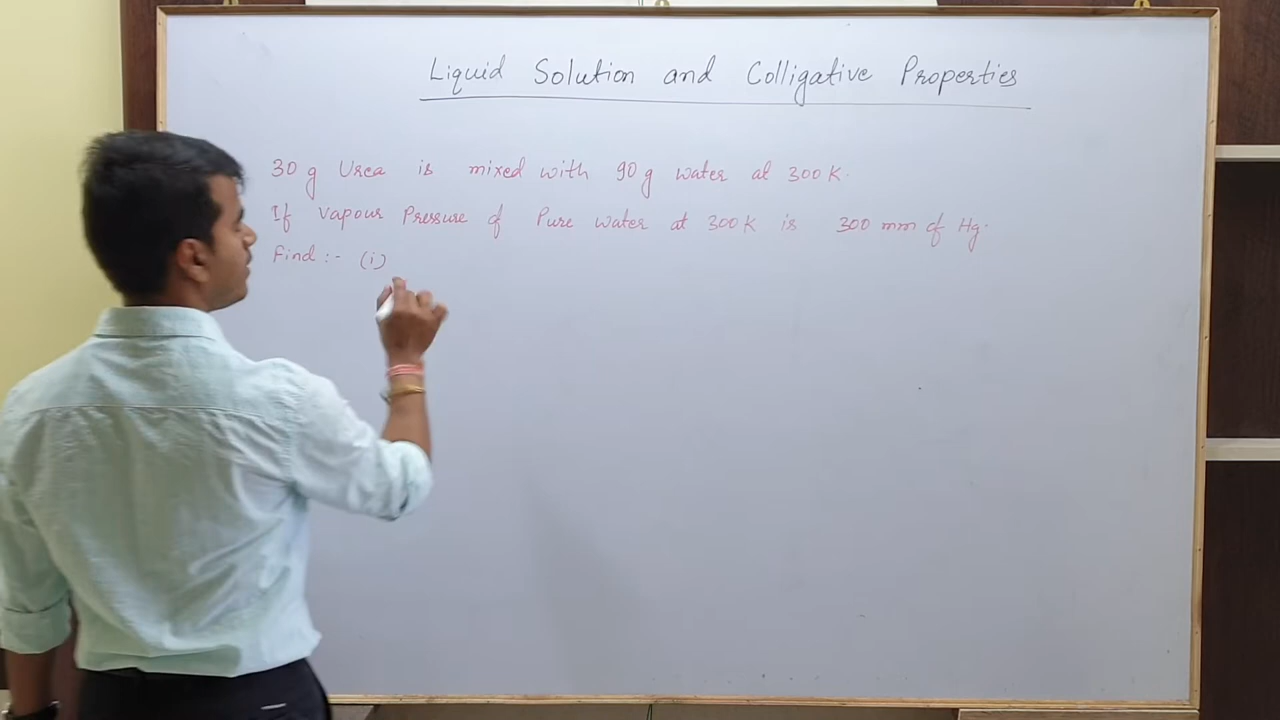 Liquid Solution and Colligative Properties
30 g Urea is mixed with 90 g water at 300 K.
If Vapour Pressure of Pure Water at 300 K is 300 mm of Hg.
Find :- (i)